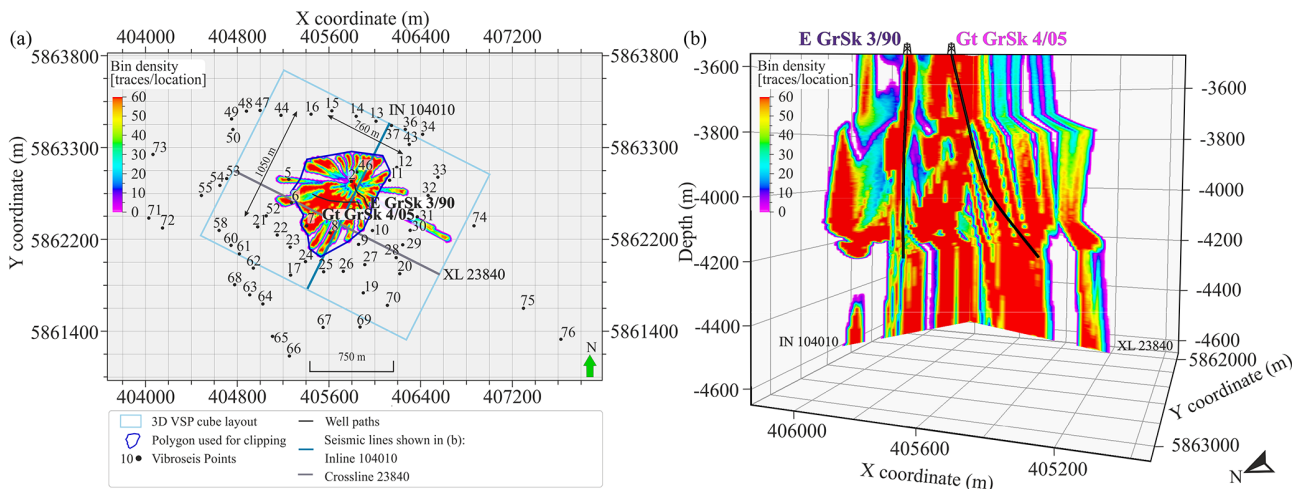 X coordinate (m)
(a)
404000 404800 405600 406400 407200
5863800
5863300
5862200
5861400
Y coordinate (m)
Bin density
[traces/location]
60
50
40
30
20
10
0
49 48 47 44 16 15 14 13 IN 104010
57 36 34
50 43
760 m
73 12
1050 m
53 5 46 11 33
54 2
55 6 32
E GrSk 3/90
71 52 7 31
72 21 Gt GrSk 4/05 30 74
58 22 8 10
60 23 9 29
61 28
62 24 25 26 27 20
17 XL 23840
68 63 19
64 70 75
67 69
65 76
66
750 m
N
5863800
5863300
5862200
5861400
3D VSP cube layout
Polygon used for clipping
10 Vibroseis Points
Well paths
Seismic lines shown in (b):
Inline 104010
Crossline 23840
(b)
E GrSk 3/90 Gt GrSk 4/05
Bin density
[traces/location]
60
50
40
30
20
10
0
-3600
-3800
-4000
-4200
-4400
-4600
Depth (m)
-3600
-3800
-4000
-4200
-4400
-4600
IN 104010
XL 23840
5862000
Y coordinate (m)
5863000
406000
405600
405200
X coordinate (m)
N